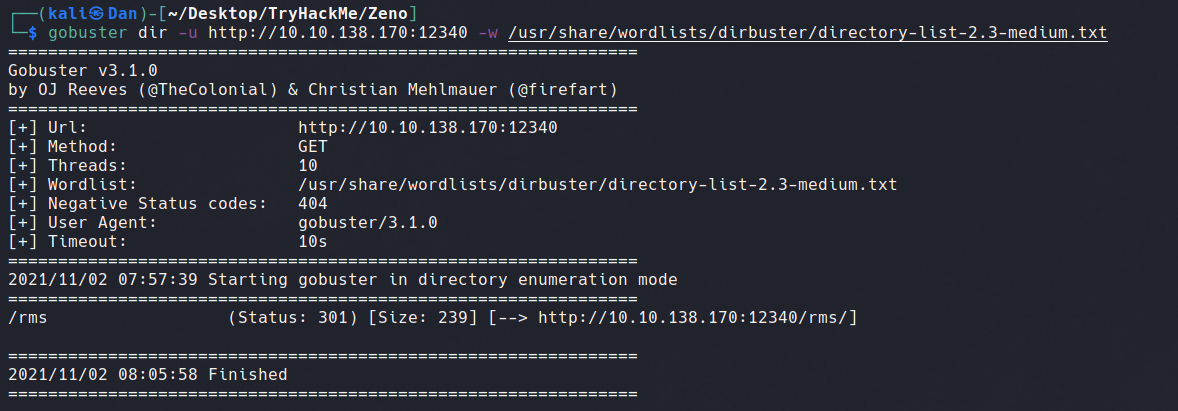 ┌──(kali㉿Dan)-[~/Desktop/TryHackMe/Zeno]
└─$ gobuster dir -u http://10.10.138.170:12340 -w /usr/share/wordlists/dirbuster/directory-list-2.3-medium.txt
===============================================================
Gobuster v3.1.0
by OJ Reeves (@TheColonial) & Christian Mehlmauer (@firefart)
===============================================================
[+] Url:                     http://10.10.138.170:12340
[+] Method:                  GET
[+] Threads:                 10
[+] Wordlist:                /usr/share/wordlists/dirbuster/directory-list-2.3-medium.txt
[+] Negative Status codes:   404
[+] User Agent:              gobuster/3.1.0
[+] Timeout:                 10s
===============================================================
2021/11/02 07:57:39 Starting gobuster in directory enumeration mode
===============================================================
/rms                  (Status: 301) [Size: 239] [--> http://10.10.138.170:12340/rms/]

===============================================================
2021/11/02 08:05:58 Finished
===============================================================